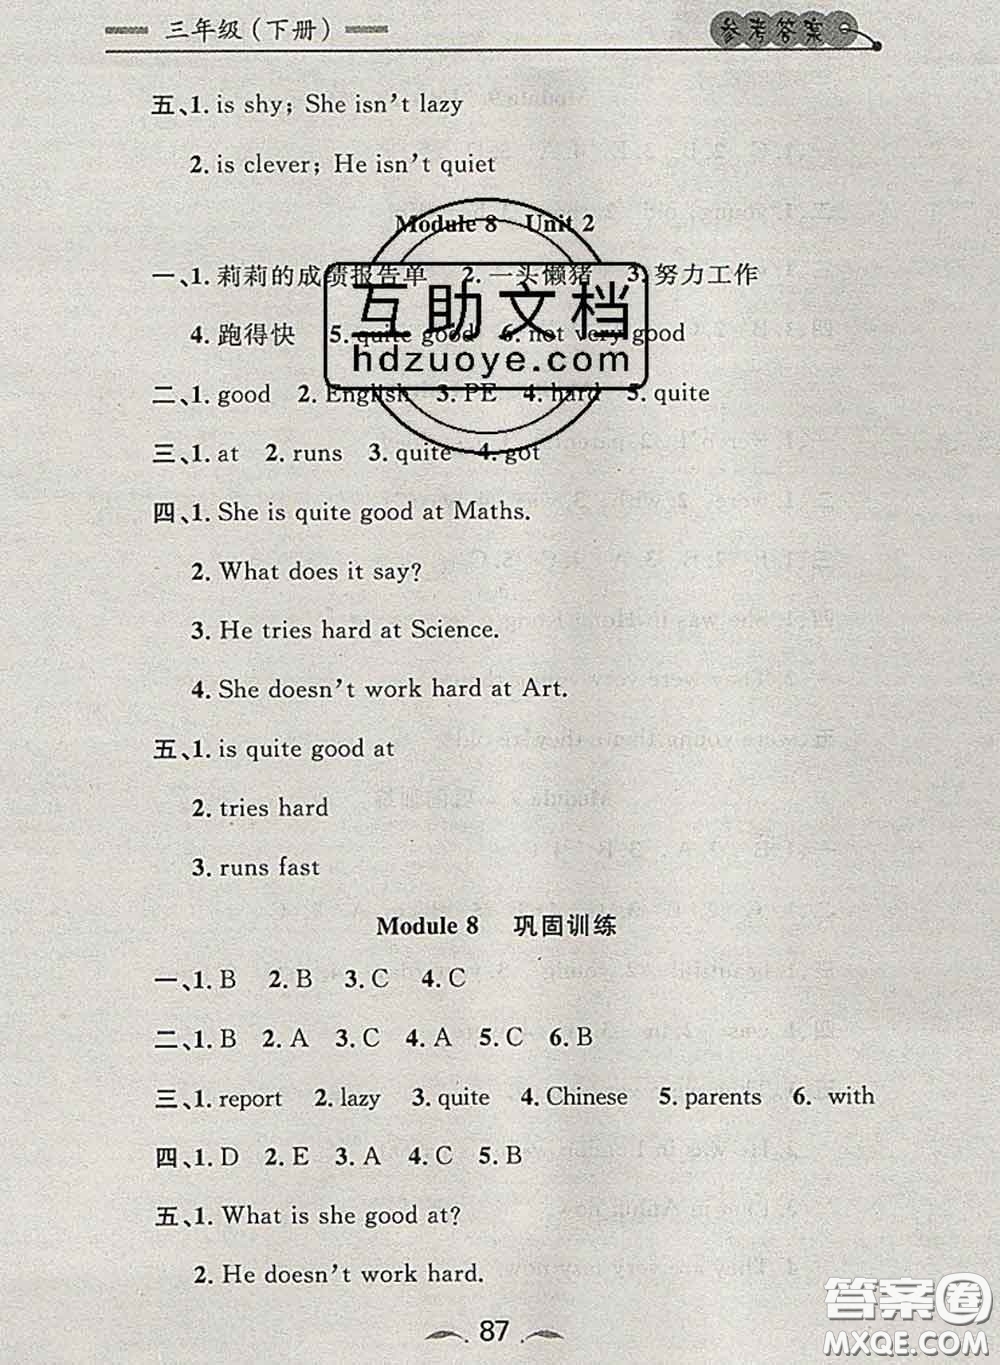 三年级(下册) 参考答案
五、1. is shy; She isn't lazy
2. is clever; He isn't quiet
Module 8 Unit 2
一、1. 莉莉的成绩报告单 2. 一头懒猪 3. 努力工作
4. 跑得快 5. quite good 6. not very good
互助文档
hdzuoye.com
二、1. good 2. English 3. PE 4. hard 5. quite
三、1. at 2. runs 3. quite 4. got
四、1. She is quite good at Maths.
2. What does it say?
3. He tries hard at Science.
4. She doesn't work hard at Art.
五、1. is quite good at
2. tries hard
3. runs fast
Module 8 巩固训练
一、1. B 2. B 3. C 4. C
二、1. B 2. A 3. C 4. A 5. C 6. B
三、1. report 2. lazy 3. quite 4. Chinese 5. parents 6. with
四、1. D 2. E 3. A 4. C 5. B
五、1. What is she good at?
2. He doesn't work hard.
87
答案圈
MXQE.COM